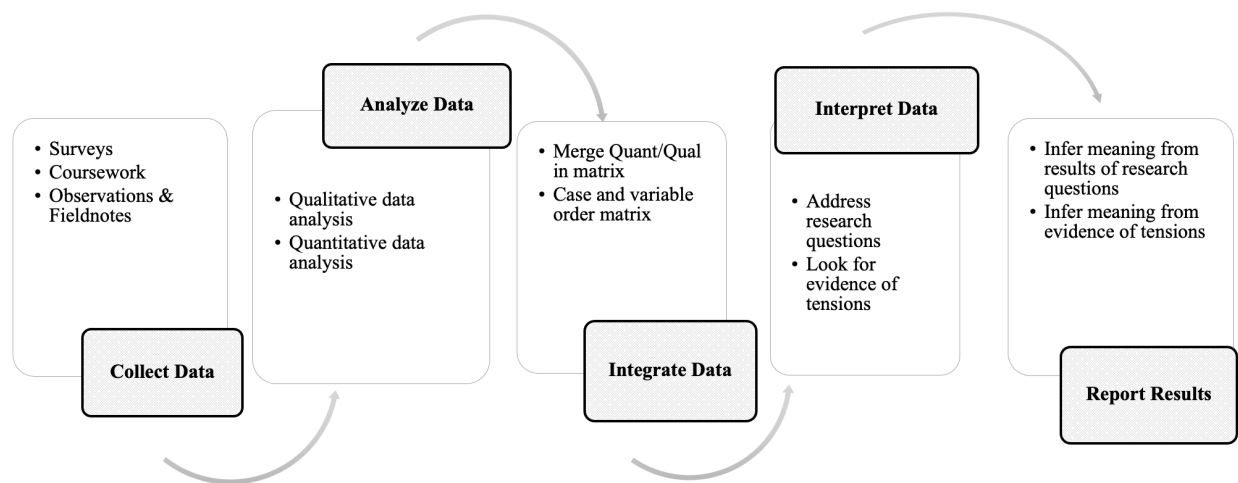 • Surveys
• Coursework
• Observations &
Fieldnotes
Collect Data
Analyze Data
• Qualitative data
analysis
• Quantitative data
analysis
• Merge Quant/Qual
in matrix
• Case and variable
order matrix
Integrate Data
Interpret Data
• Address
research
questions
• Look for
evidence of
tensions
• Infer meaning from
results of research
questions
• Infer meaning from
evidence of tensions
Report Results